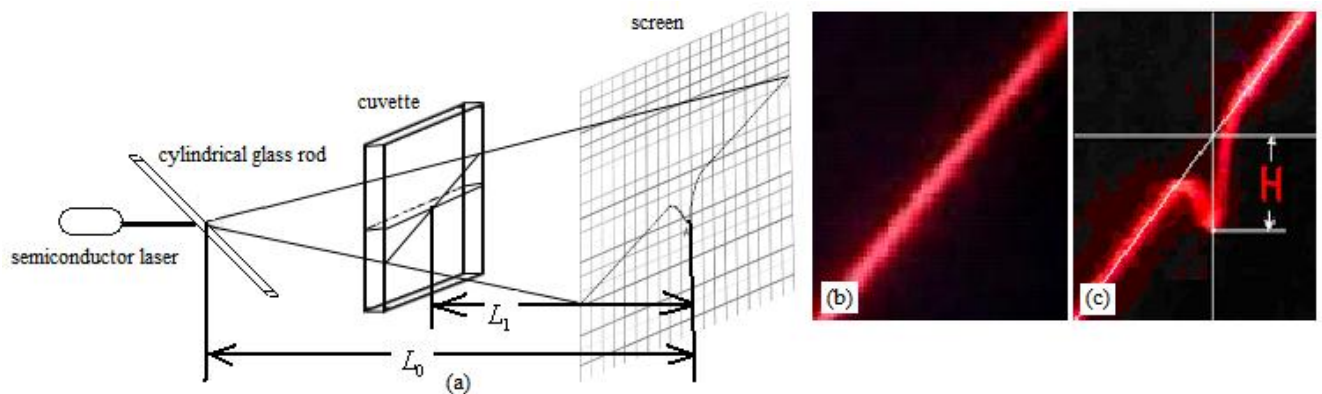 screen
cuvette
cylindrical glass rod
semiconductor laser
L₁
L₀
(a)
(b)
(c)
H